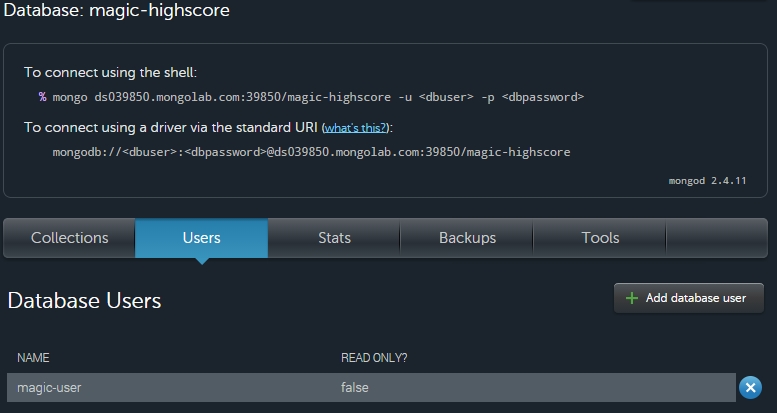 Database: magic-highscore
To connect using the shell:
% mongo ds039850.mongolab.com:39850/magic-highscore -u <dbuser> -p <dbpassword>
To connect using a driver via the standard URI (what's this?):
mongodb://<dbuser>:<dbpassword>@ds039850.mongolab.com:39850/magic-highscore
mongod 2.4.11
Collections Users Stats Backups Tools
Database Users
Add database user
NAME READ ONLY?
magic-user false